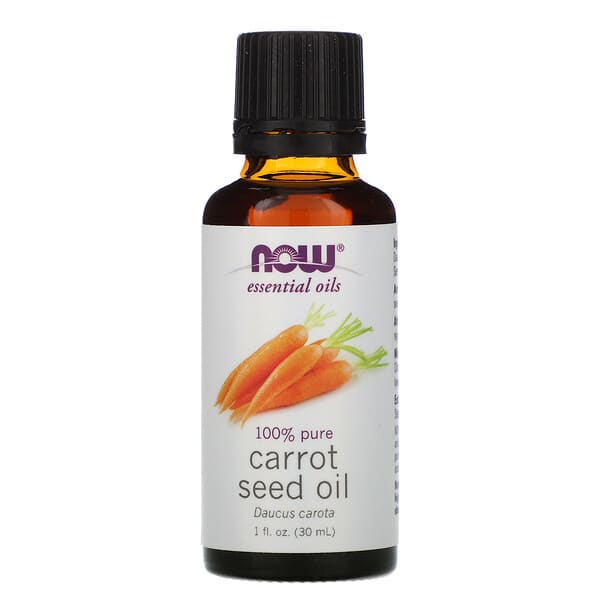 NOW®
essential oils
100% pure
carrot
seed oil
Daucus carota
1 fl. oz. (30 mL)